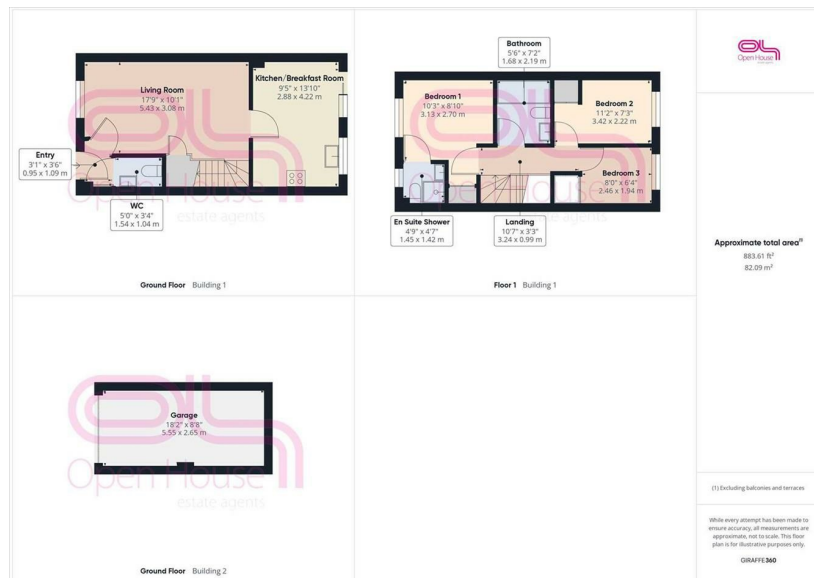 Living Room
17'9" x 10'1"
5.43 x 3.08 m
Kitchen/Breakfast Room
9'5" x 13'10"
2.88 x 4.22 m
Entry
3'1" x 3'6"
0.95 x 1.09 m
WC
5'0" x 3'4"
1.54 x 1.04 m
Open House
estate agents
Ground Floor Building 1
Bathroom
5'6" x 7'2"
1.68 x 2.19 m
Bedroom 1
10'3" x 8'10"
3.13 x 2.70 m
Bedroom 2
11'2" x 7'3"
3.42 x 2.22 m
Bedroom 3
8'0" x 6'4"
2.46 x 1.94 m
En Suite Shower
4'9" x 4'7"
1.45 x 1.42 m
Landing
10'7" x 3'3"
3.24 x 0.99 m
Open House
estate agents
Floor 1 Building 1
Garage
18'2" x 8'8"
5.55 x 2.65 m
Open House
estate agents
Ground Floor Building 2
Open House
Approximate total area(1)
883.61 ft²
82.09 m²
(1) Excluding balconies and terraces
While every attempt has been made to
ensure accuracy, all measurements are
approximate, not to scale. This floor
plan is for illustrative purposes only.
GIRAFFE360